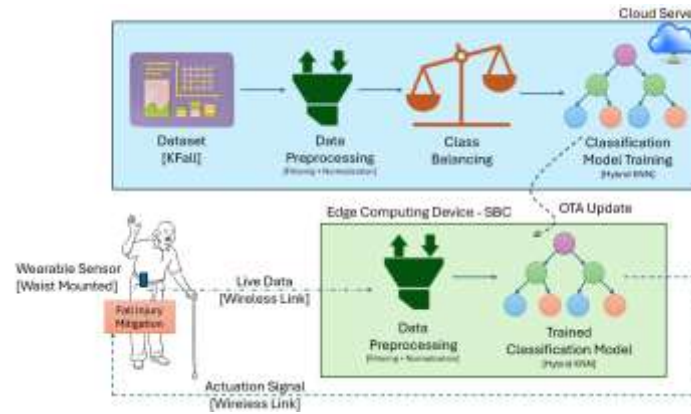 Cloud Serve
Dataset
[KFall]
Data
Preprocessing
[Filtering + Normalization]
Class
Balancing
Classification
Model Training
[Hybrid RNN]
Edge Computing Device - SBC
OTA Update
Wearable Sensor
[Waist Mounted]
Live Data
[Wireless Link]
Fall Injury
Mitigation
Data
Preprocessing
[Filtering + Normalization]
Trained
Classification Model
[Hybrid RNN]
Actuation Signal
[Wireless Link]